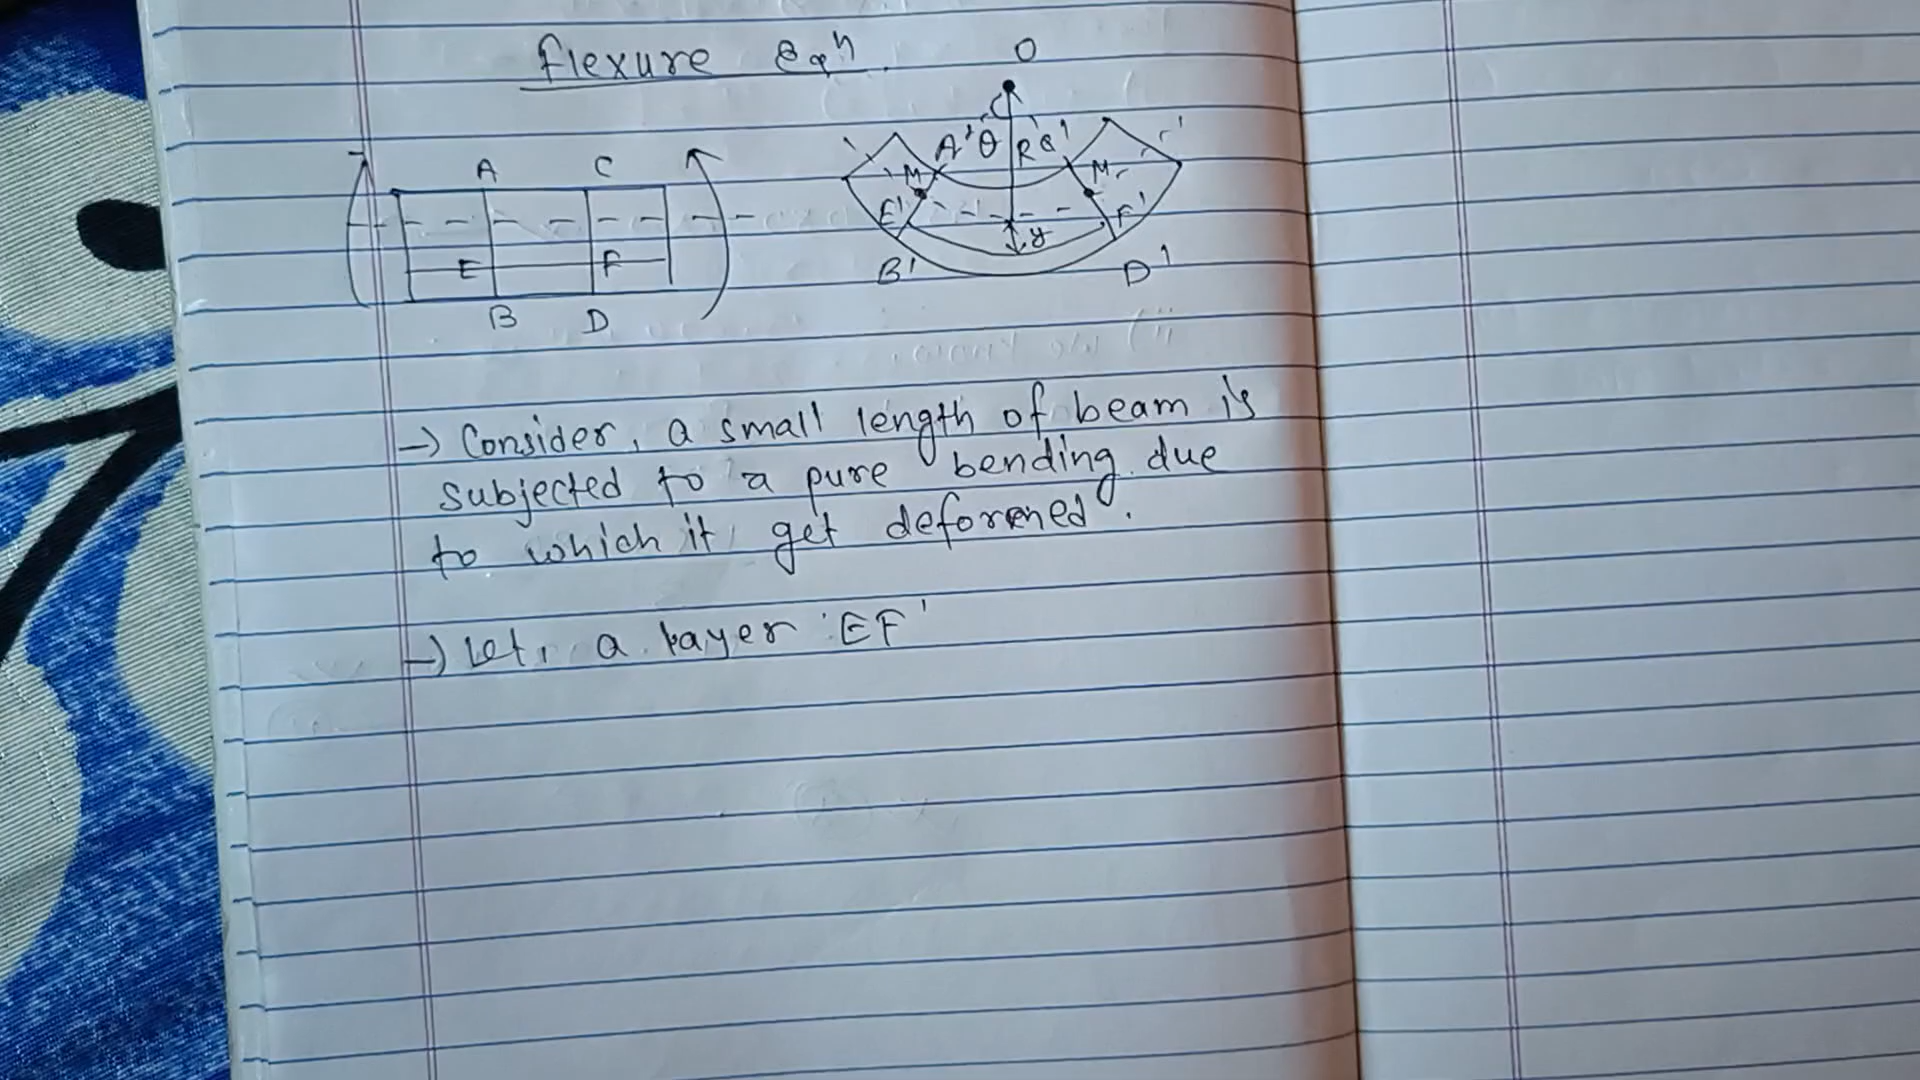 flexure eqn.
O
A' θ R C'
A C
M M
E' F'
y
E F
B' D'
B D
→ Consider, a small length of beam is
subjected to a pure bending due
to which it get deformed.
→ Let, a layer 'EF'